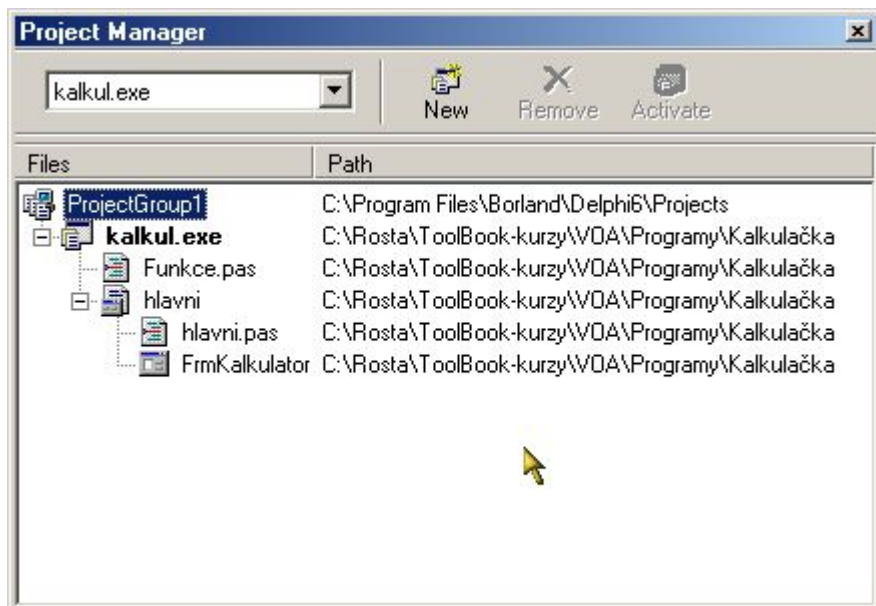 Project Manager
kalkul.exe
New Remove Activate
Files Path
ProjectGroup1 C:\Program Files\Borland\Delphi6\Projects
kalkul.exe C:\Rosta\ToolBook-kurzy\VOA\Programy\Kalkulačka
Funkce.pas C:\Rosta\ToolBook-kurzy\VOA\Programy\Kalkulačka
hlavni C:\Rosta\ToolBook-kurzy\VOA\Programy\Kalkulačka
hlavni.pas C:\Rosta\ToolBook-kurzy\VOA\Programy\Kalkulačka
FrmKalkulator C:\Rosta\ToolBook-kurzy\VOA\Programy\Kalkulačka